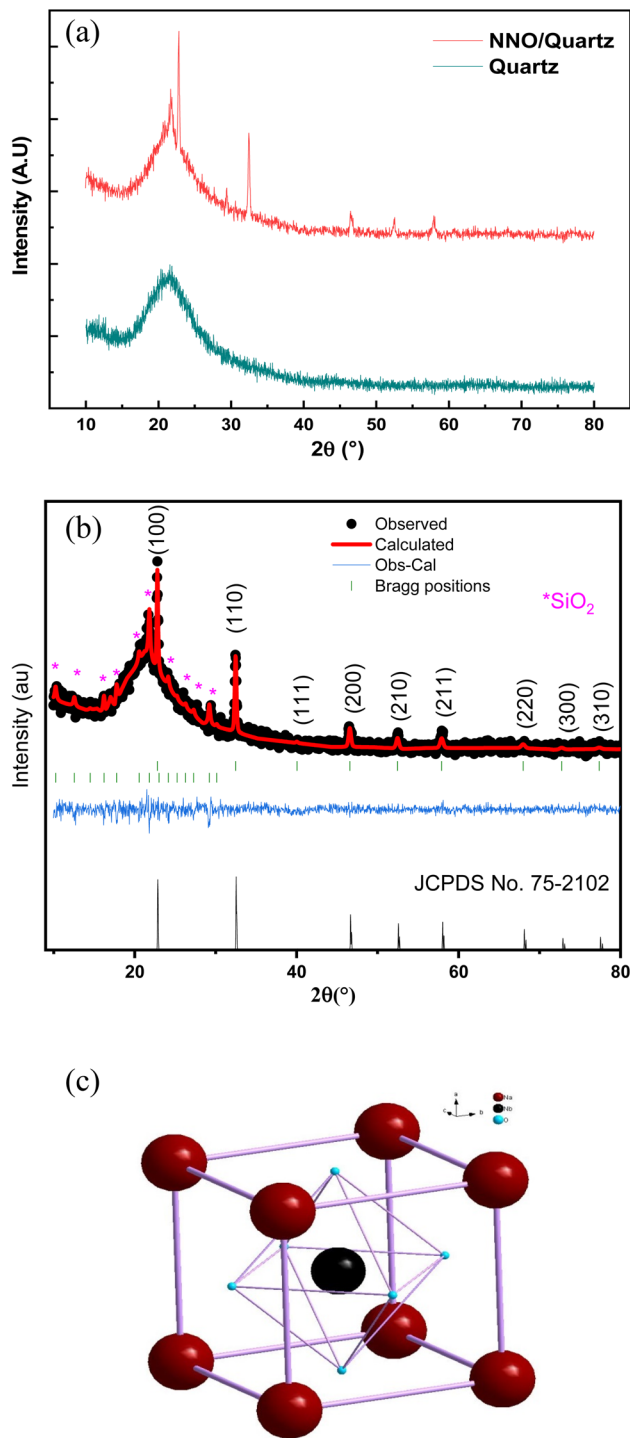 (a)
NNO/Quartz
Quartz
Intensity (A.U)
10 20 30 40 50 60 70 80
2θ (°)
(b)
Observed
Calculated
Obs-Cal
Bragg positions
*SiO₂
(100)
(110)
(111)
(200)
(210)
(211)
(220)
(300)
(310)
* * * * * * * * *
Intensity (au)
JCPDS No. 75-2102
20 40 60 80
2θ(°)
(c)
a
c
b
Na
Nb
O